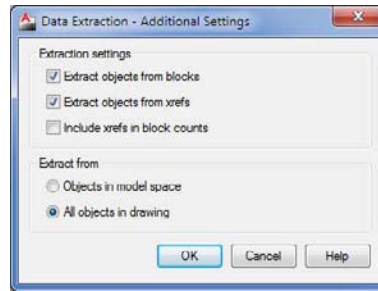 Data Extraction - Additional Settings
Extraction settings
Extract objects from blocks
Extract objects from xrefs
Include xrefs in block counts
Extract from
Objects in model space
All objects in drawing
OK Cancel Help